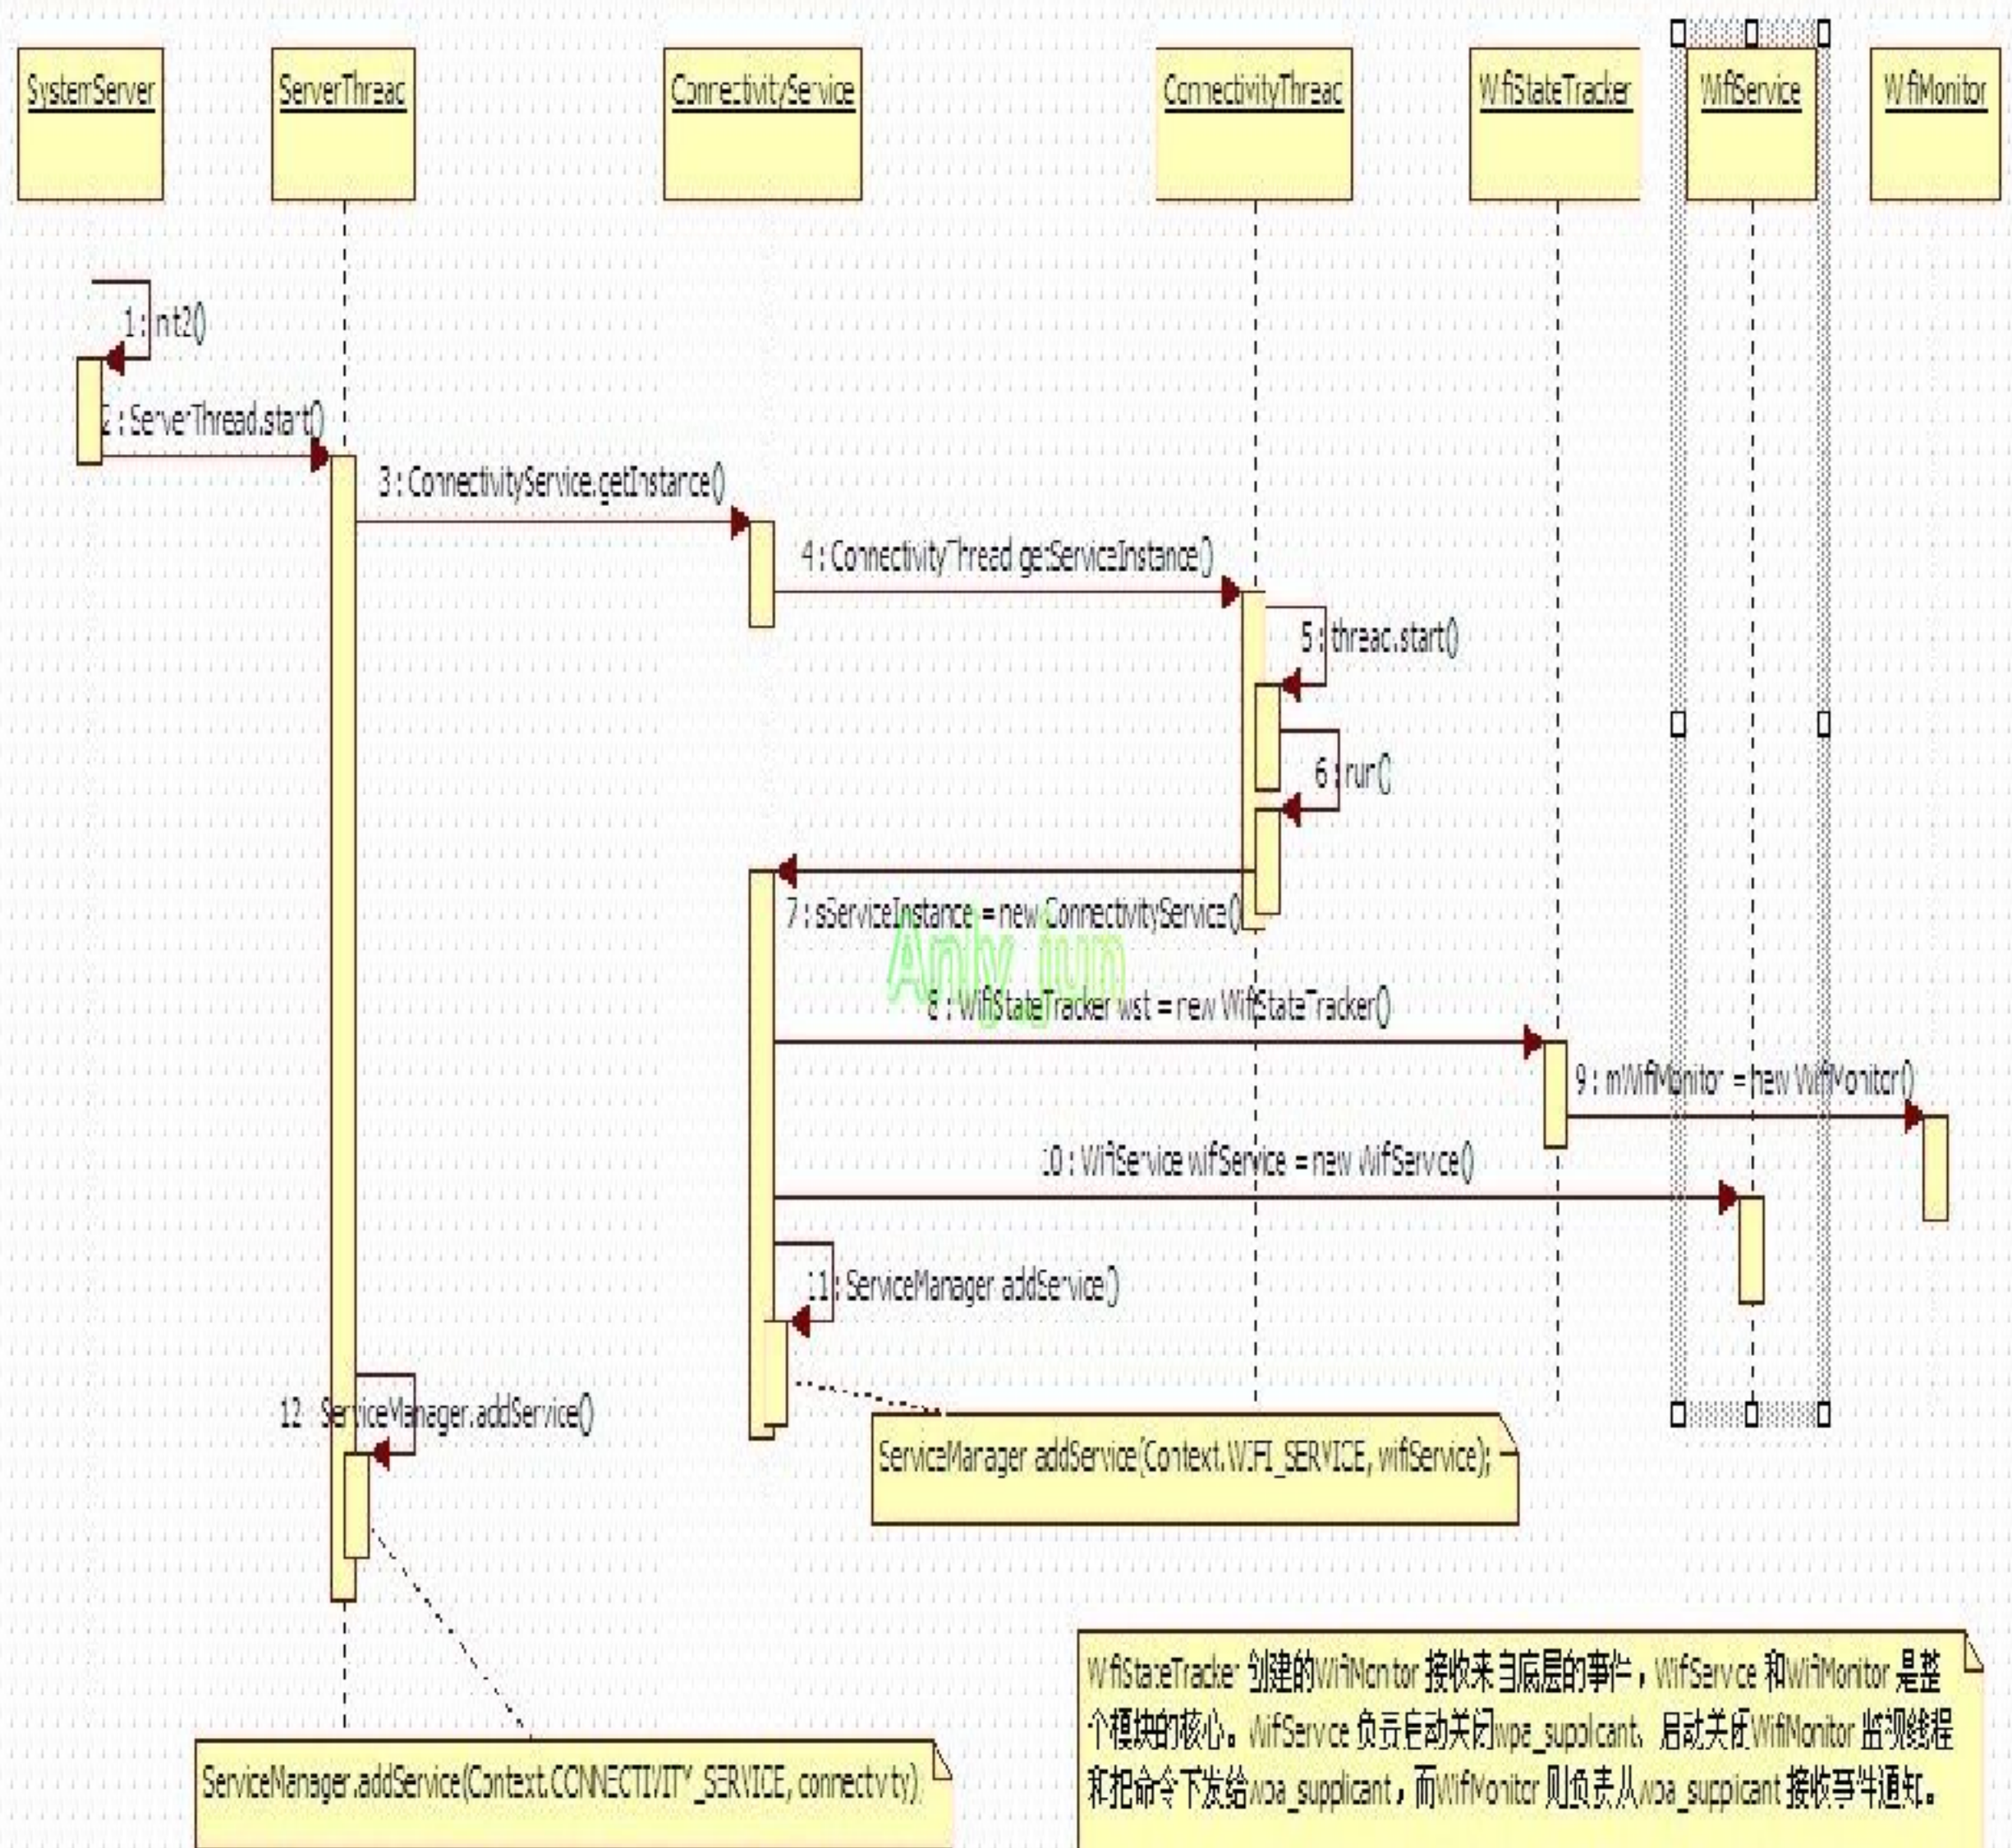 SystemServer
ServerThread
ConnectivityService
ConnectivityThread
WifiStateTracker
WifiService
WifiMonitor
1 : init2()
2 : ServerThread.start()
3 : ConnectivityService.getInstance()
4 : ConnectivityThread.getServiceInstance()
5 : thread.start()
6 : run()
7 : sServiceInstance = new ConnectivityService()
Anly_jun
8 : WifiStateTracker wst = new WifiStateTracker()
9 : mWifiMonitor = new WifiMonitor()
10 : WifiService wifiService = new WifiService()
11 : ServiceManager.addService()
12 : ServiceManager.addService()
ServiceManager.addService(Context.WIFI_SERVICE, wifiService);
WifiStateTracker 创建的WifiMonitor 接收来自底层的事件，WifiService 和WifiMonitor 是整
个模块的核心。WifiService 负责启动关闭wpa_supplicant、启动关闭WifiMonitor 监视线程
和把命令下发给wpa_supplicant，而WifiMonitor 则负责从wpa_supplicant 接收事件通知。
ServiceManager.addService(Context.CONNECTIVITY_SERVICE, connectivity);